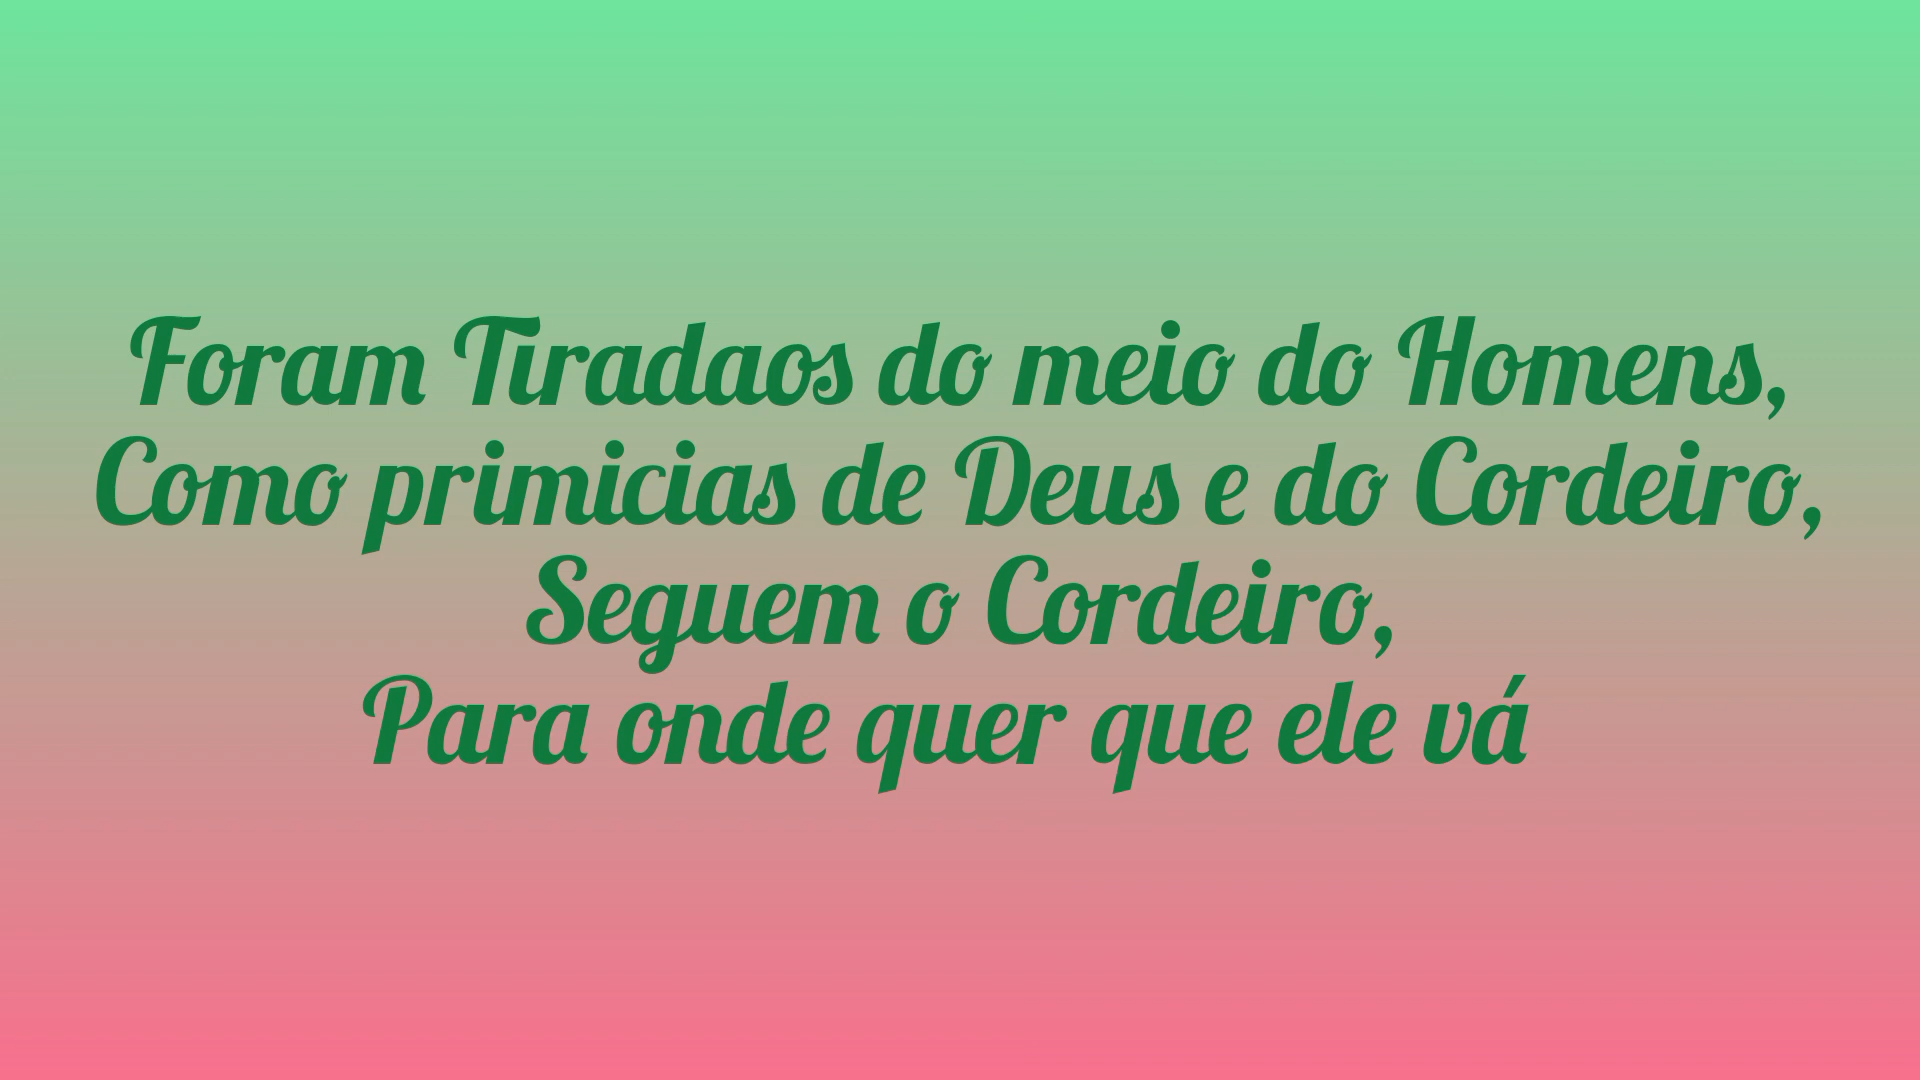 Foram Tiradaos do meio do Homens,
Como primicias de Deus e do Cordeiro,
Seguem o Cordeiro,
Para onde quer que ele vá